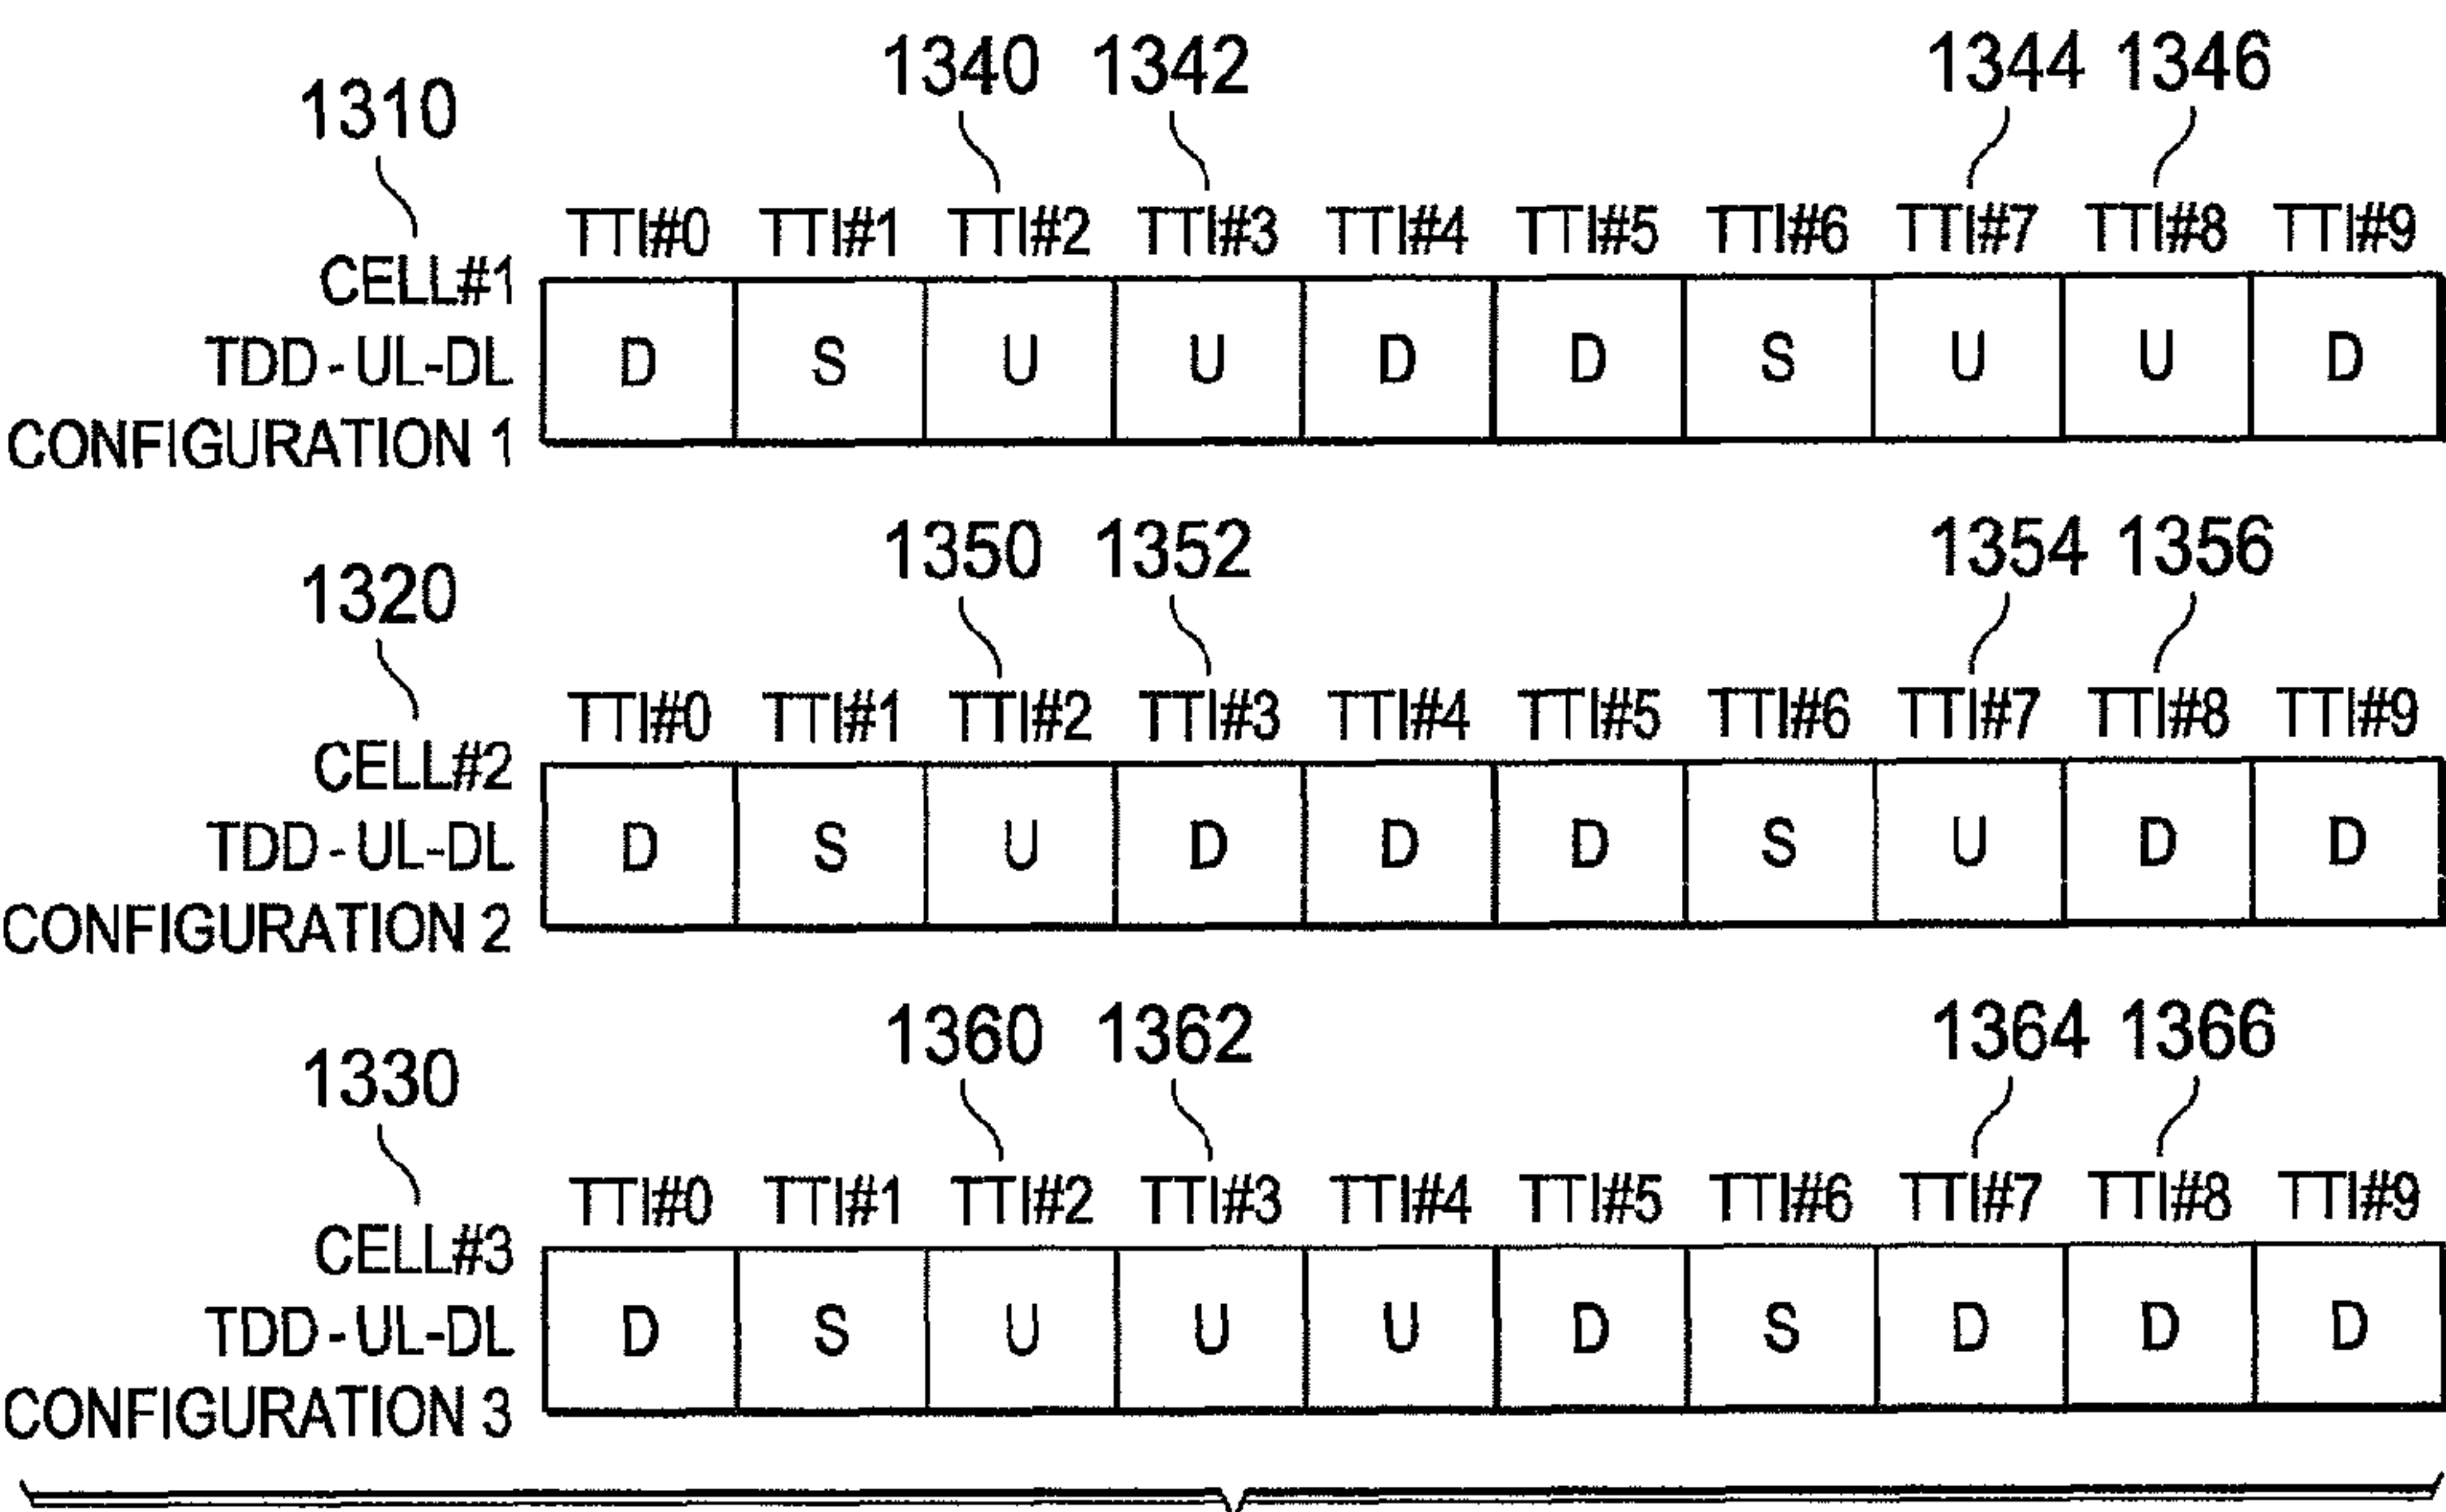 1340 1342 1344 1346
1310
TTI#0 TTI#1 TTI#2 TTI#3 TTI#4 TTI#5 TTI#6 TTI#7 TTI#8 TTI#9
CELL#1
TDD-UL-DL
CONFIGURATION 1
D S U U D D S U U D
1350 1352 1354 1356
1320
TTI#0 TTI#1 TTI#2 TTI#3 TTI#4 TTI#5 TTI#6 TTI#7 TTI#8 TTI#9
CELL#2
TDD-UL-DL
CONFIGURATION 2
D S U D D D S U D D
1360 1362 1364 1366
1330
TTI#0 TTI#1 TTI#2 TTI#3 TTI#4 TTI#5 TTI#6 TTI#7 TTI#8 TTI#9
CELL#3
TDD-UL-DL
CONFIGURATION 3
D S U U U D S D D D